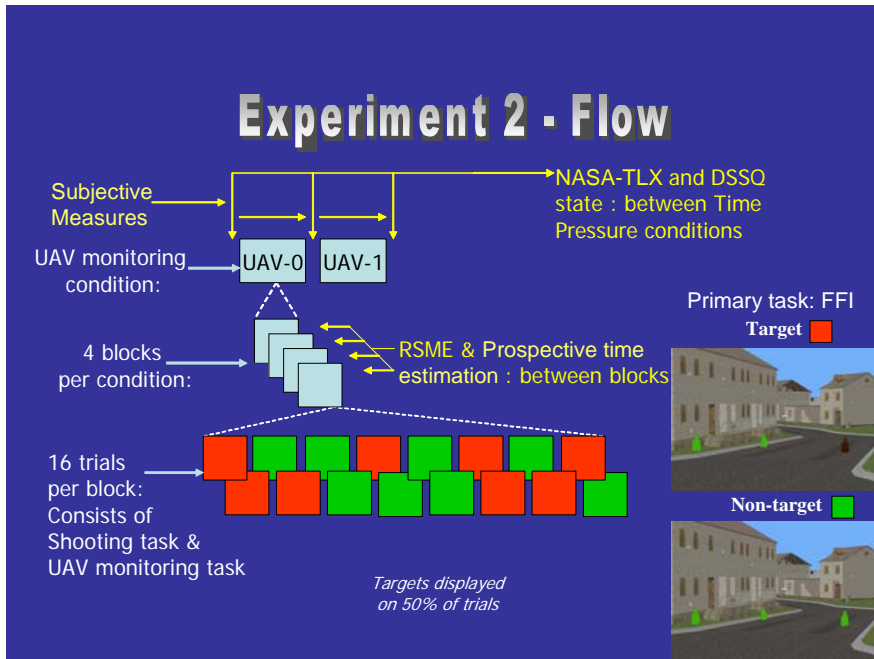 Experiment 2 - Flow
Subjective
Measures
NASA-TLX and DSSQ
state : between Time
Pressure conditions
UAV monitoring
condition:
UAV-0
UAV-1
4 blocks
per condition:
RSME & Prospective time
estimation : between blocks
16 trials
per block:
Consists of
Shooting task &
UAV monitoring task
Targets displayed
on 50% of trials
Primary task: FFI
Target
Non-target